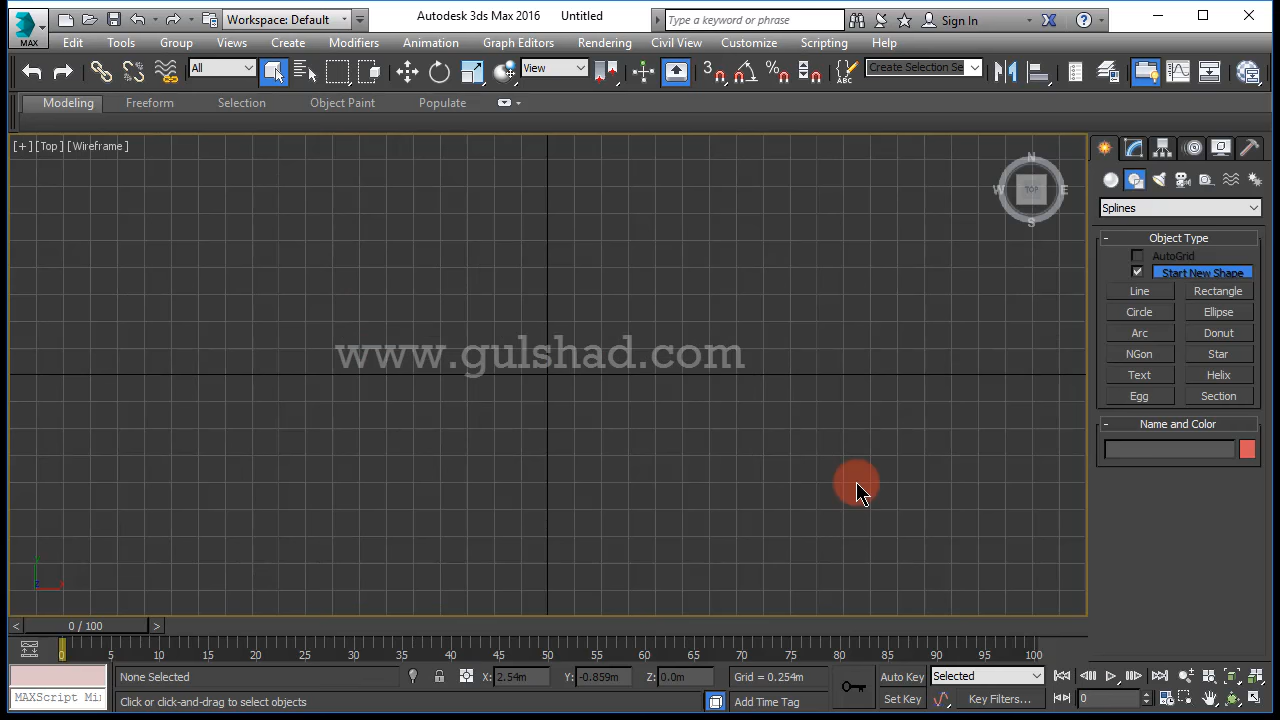 Workspace: Default
Autodesk 3ds Max 2016 Untitled
Type a keyword or phrase
Sign In
MAX
Edit Tools Group Views Create Modifiers Animation Graph Editors Rendering Civil View Customize Scripting Help
All
View
3
%
ABC
Create Selection Se
Modeling Freeform Selection Object Paint Populate
[+] [Top] [Wireframe]
N
W TOP E
S
Splines
- Object Type
AutoGrid
Start New Shape
Line Rectangle
Circle Ellipse
Arc Donut
NGon Star
Text Helix
Egg Section
- Name and Color
www.gulshad.com
< 0 / 100 >
0 5 10 15 20 25 30 35 40 45 50 55 60 65 70 75 80 85 90 95 100
None Selected X: 2.54m Y: -0.859m Z: 0.0m Grid = 0.254m Auto Key Selected
MAXScript Mi
Click or click-and-drag to select objects Add Time Tag Set Key Key Filters... 0